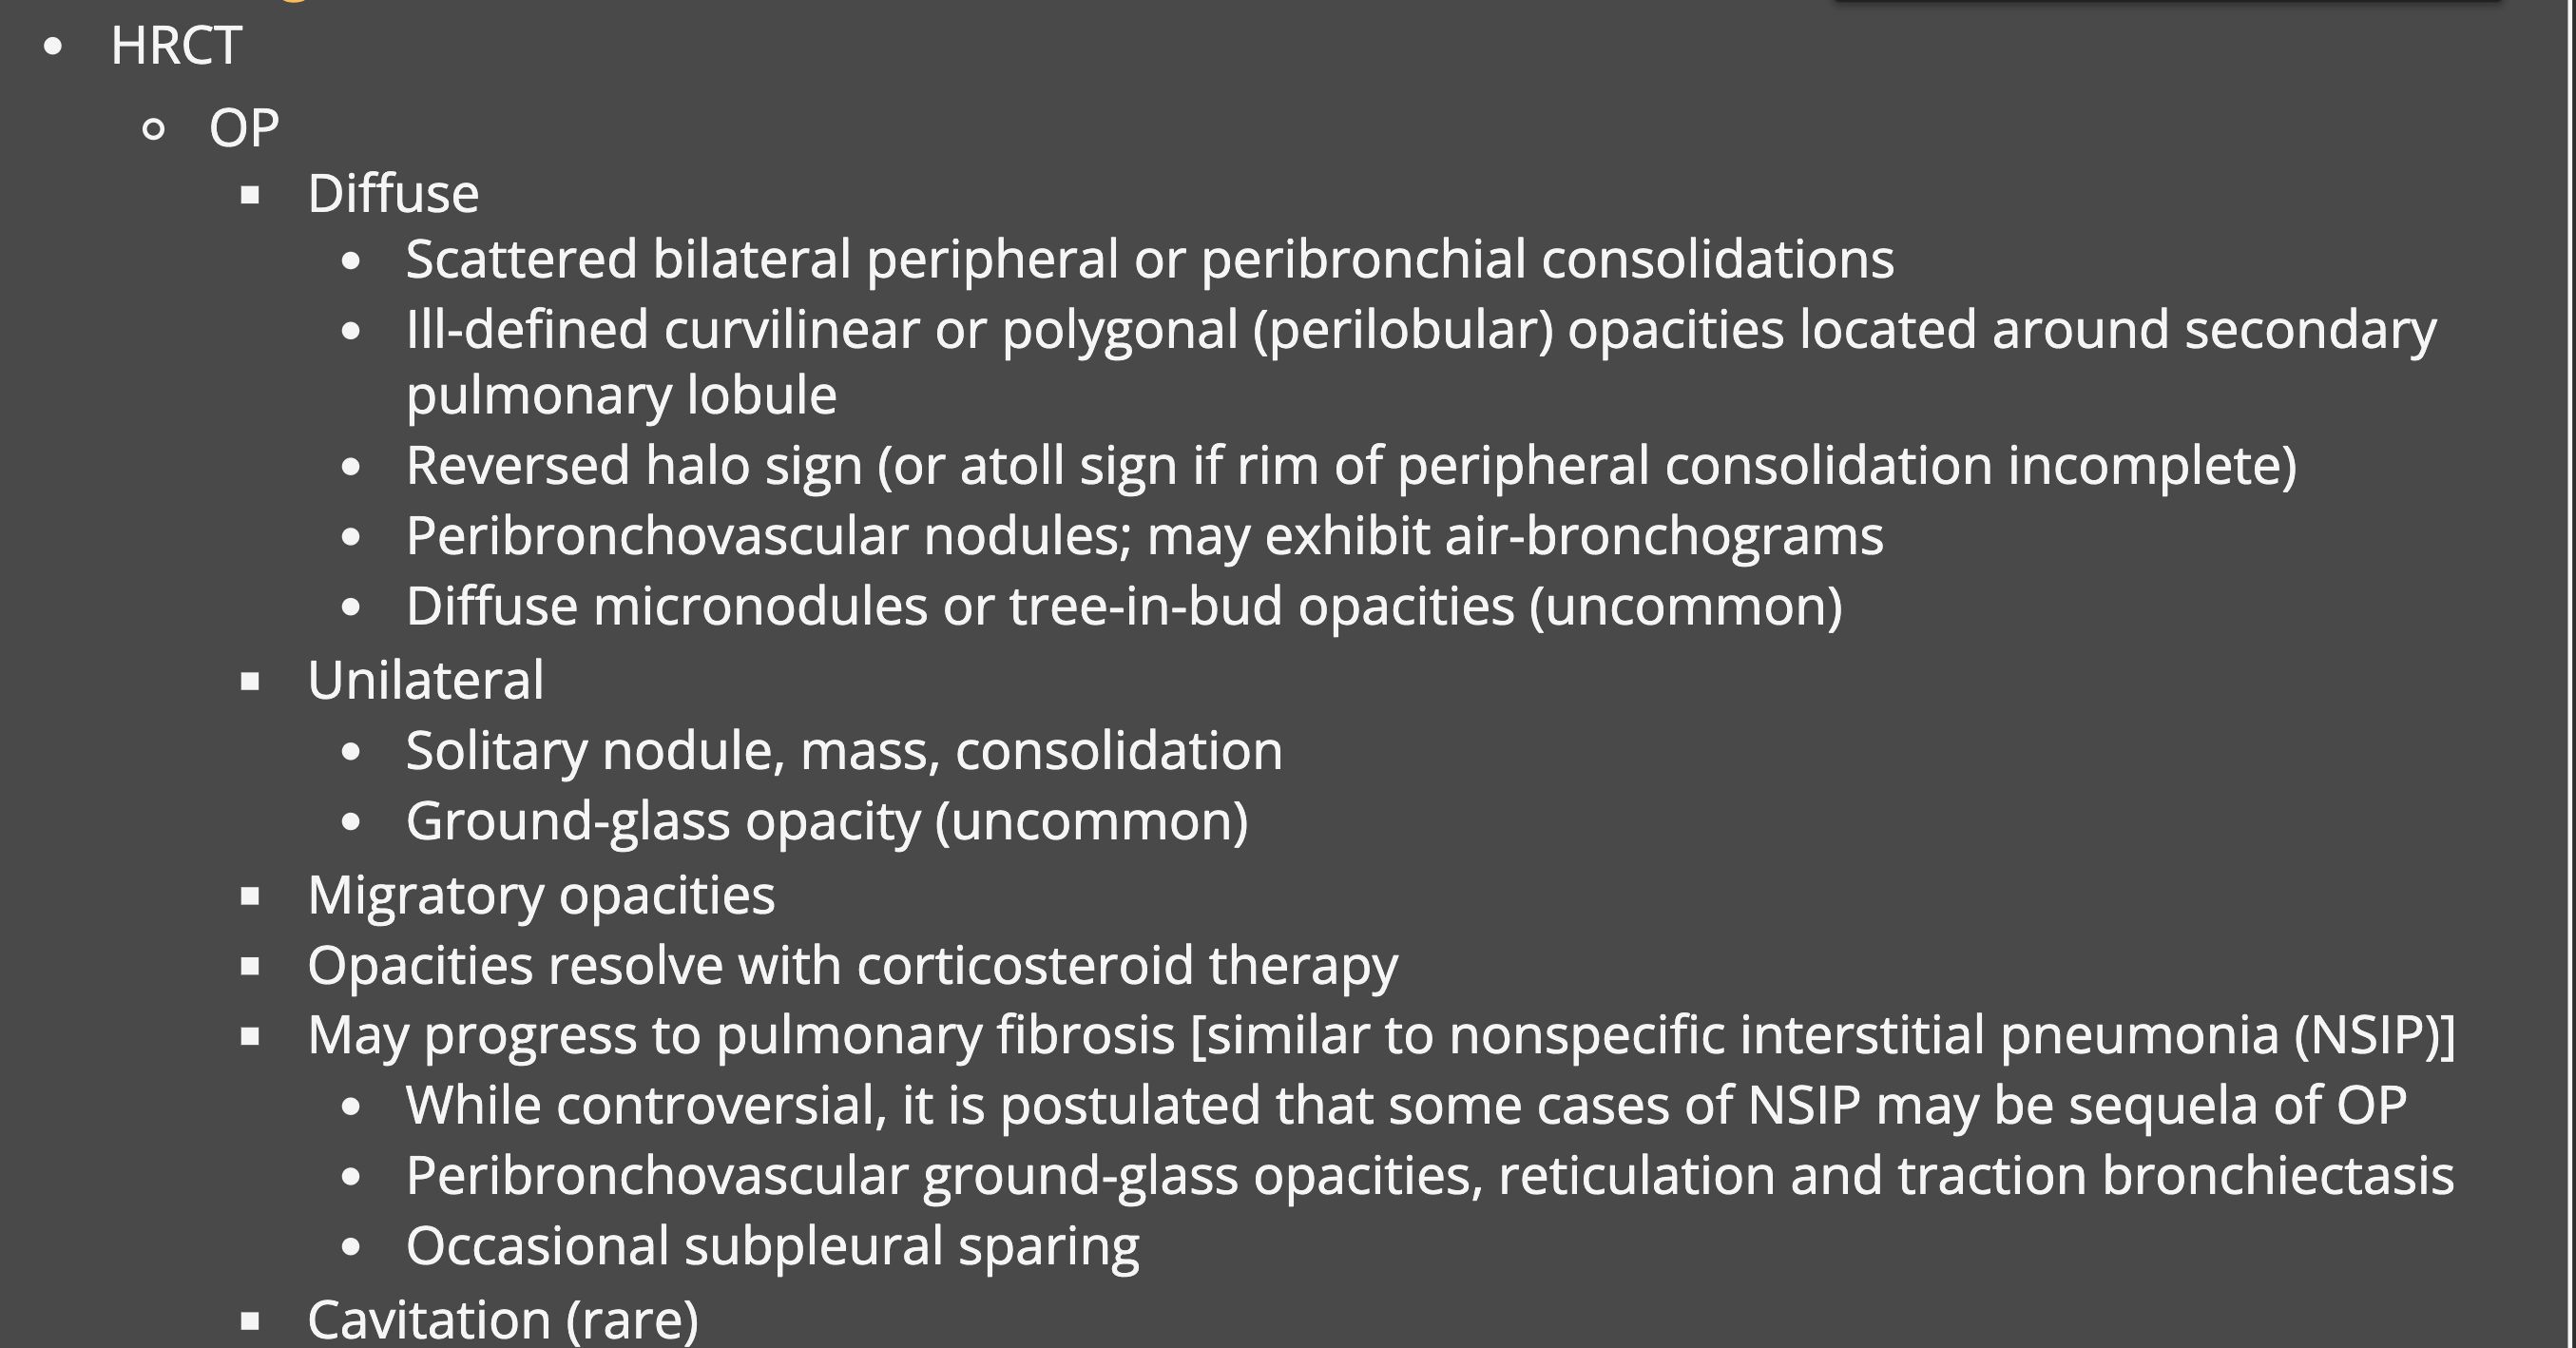 • HRCT
○ OP
▪ Diffuse
• Scattered bilateral peripheral or peribronchial consolidations
• Ill-defined curvilinear or polygonal (perilobular) opacities located around secondary
pulmonary lobule
• Reversed halo sign (or atoll sign if rim of peripheral consolidation incomplete)
• Peribronchovascular nodules; may exhibit air-bronchograms
• Diffuse micronodules or tree-in-bud opacities (uncommon)
▪ Unilateral
• Solitary nodule, mass, consolidation
• Ground-glass opacity (uncommon)
▪ Migratory opacities
▪ Opacities resolve with corticosteroid therapy
▪ May progress to pulmonary fibrosis [similar to nonspecific interstitial pneumonia (NSIP)]
• While controversial, it is postulated that some cases of NSIP may be sequela of OP
• Peribronchovascular ground-glass opacities, reticulation and traction bronchiectasis
• Occasional subpleural sparing
▪ Cavitation (rare)